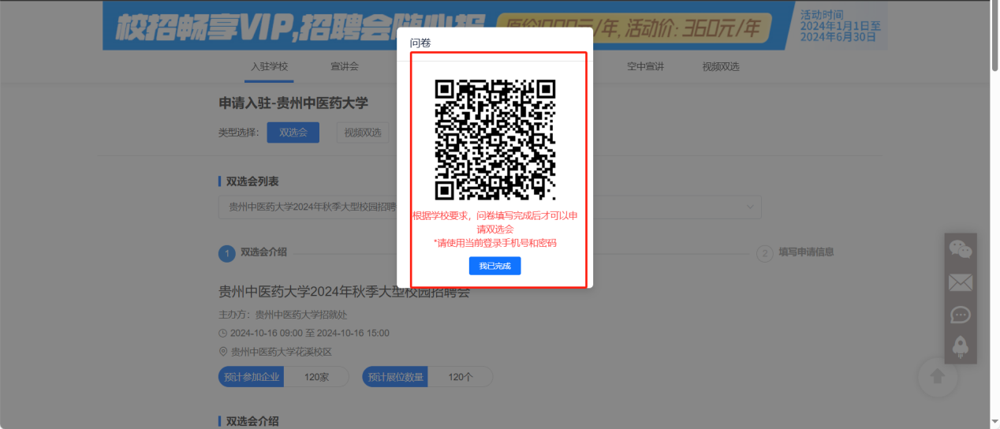 校招畅享VIP,招聘会随心报
原价1000元/年, 活动价: 360元/年
活动时间
2024年1月1日至
2024年6月30日
问卷
入驻学校
宣讲会
空中宣讲
视频双选
申请入驻-贵州中医药大学
类型选择:
双选会
视频双选
双选会列表
贵州中医药大学2024年秋季大型校园招聘
根据学校要求，问卷填写完成后才可以申
请双选会
*请使用当前登录手机号和密码
我已完成
1
双选会介绍
2
填写申请信息
贵州中医药大学2024年秋季大型校园招聘会
主办方：贵州中医药大学招就处
2024-10-16 09:00 至 2024-10-16 15:00
贵州中医药大学花溪校区
预计参加企业
120家
预计展位数量
120个
双选会介绍